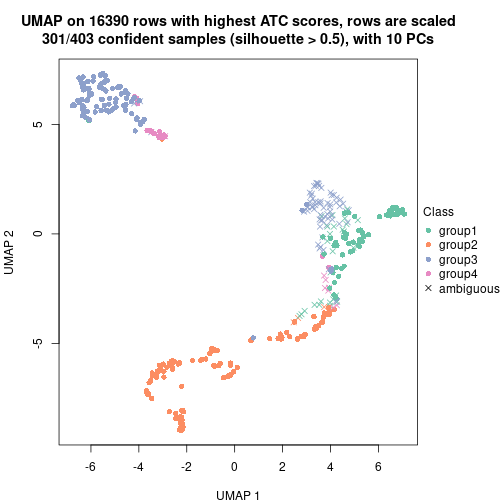 UMAP on 16390 rows with highest ATC scores, rows are scaled
301/403 confident samples (silhouette > 0.5), with 10 PCs
5
0
-5
UMAP 2
-6 -4 -2 0 2 4 6
UMAP 1
Class
group1
group2
group3
group4
ambiguous